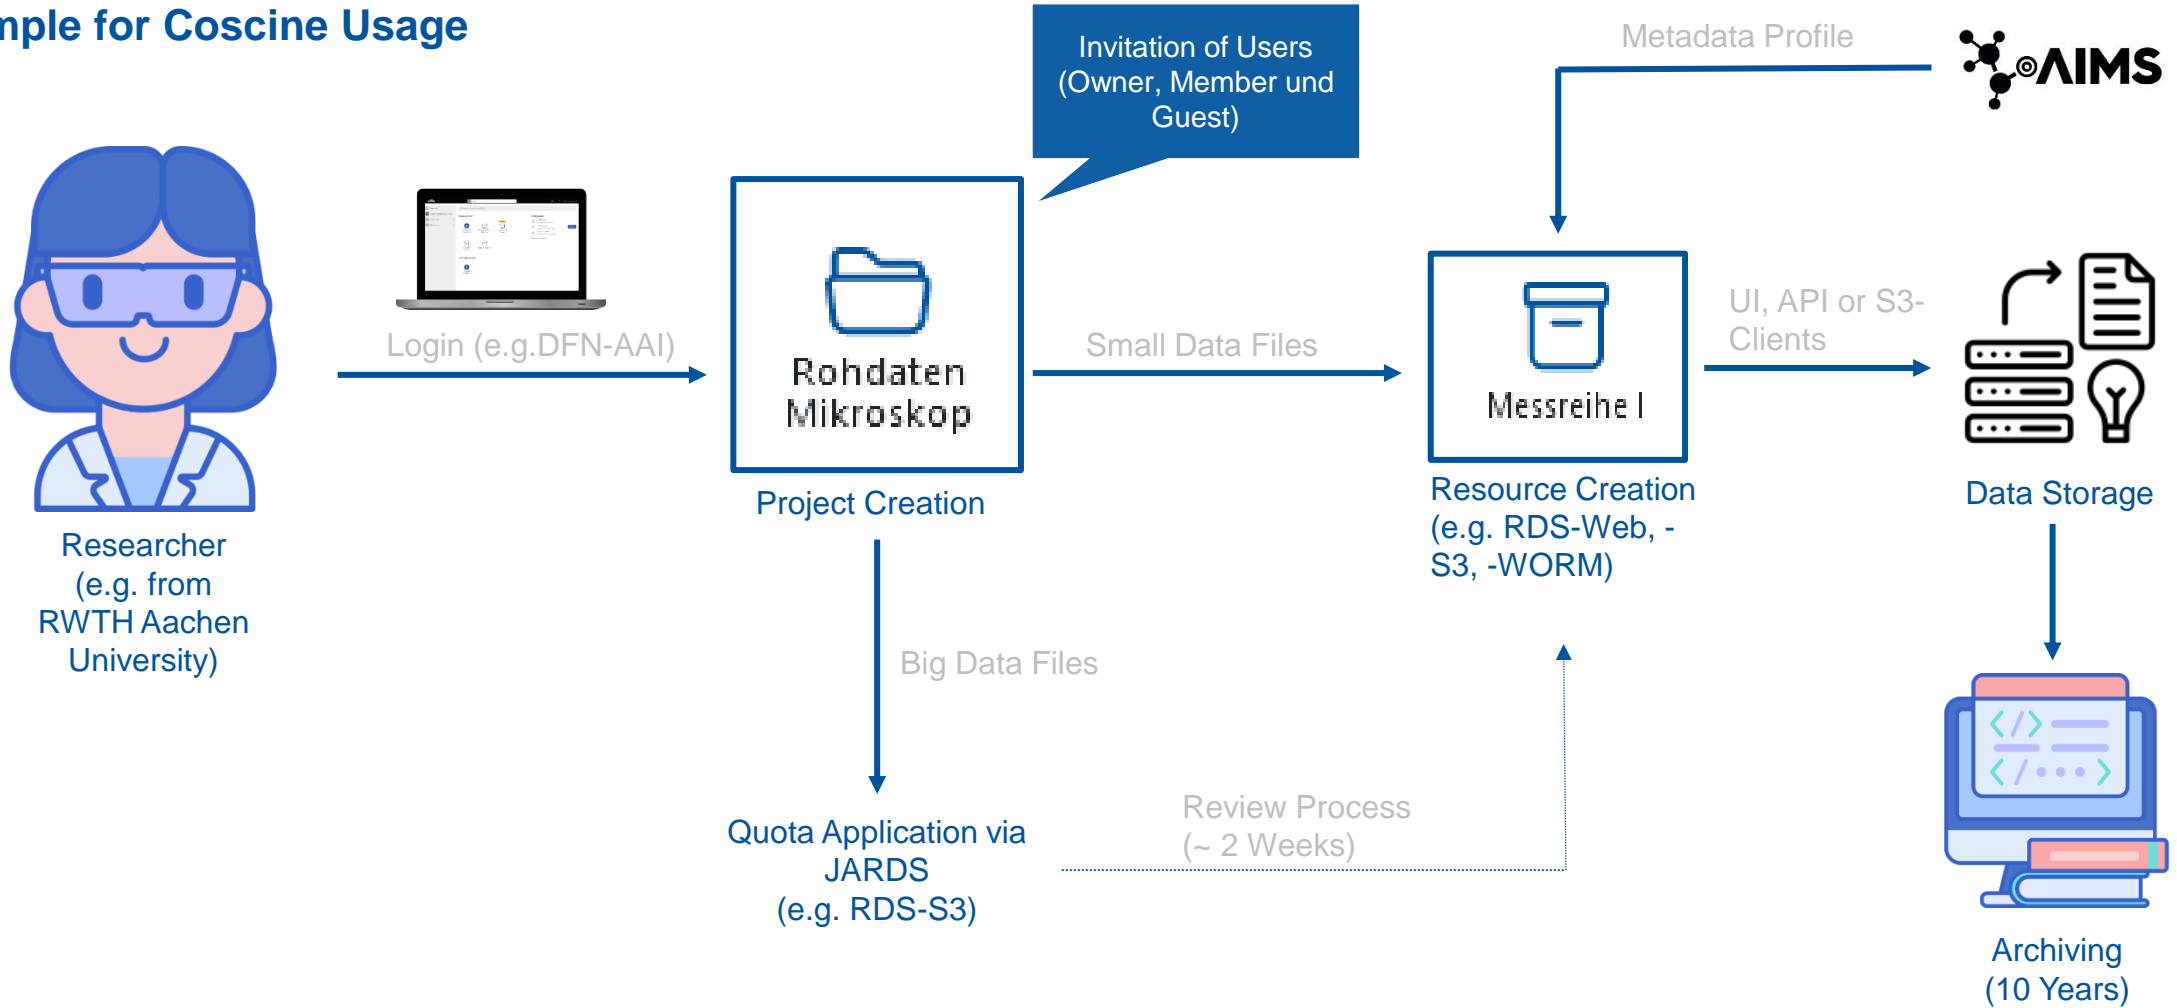 mple for Coscine Usage
Invitation of Users
(Owner, Member und
Guest)
Metadata Profile
AIMS
Login (e.g.DFN-AAI)
Rohdaten
Mikroskop
Project Creation
Small Data Files
Messreihe I
Resource Creation
(e.g. RDS-Web, -
S3, -WORM)
UI, API or S3-
Clients
Data Storage
Researcher
(e.g. from
RWTH Aachen
University)
Big Data Files
Quota Application via
JARDS
(e.g. RDS-S3)
Review Process
(~ 2 Weeks)
Archiving
(10 Years)